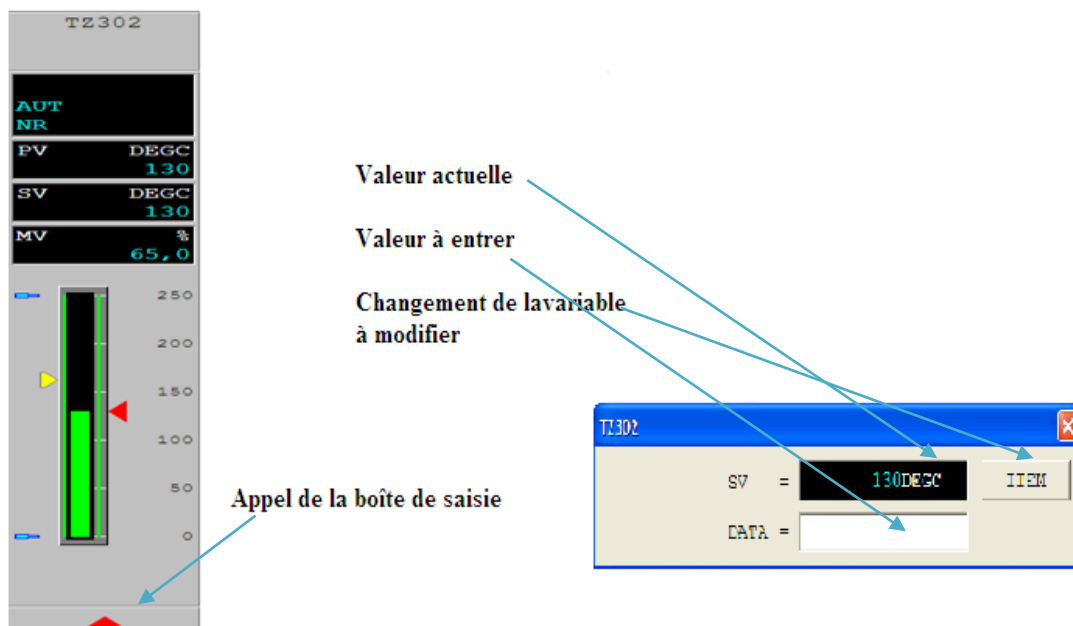 TZ302
AUT
NR
PV DEGC
130
SV DEGC
130
MV %
65,0
250
200
150
100
50
0
Valeur actuelle
Valeur à entrer
Changement de lavariable
à modifier
Appel de la boîte de saisie
TZ302
SV = 130DEGC ITEM
DATA =